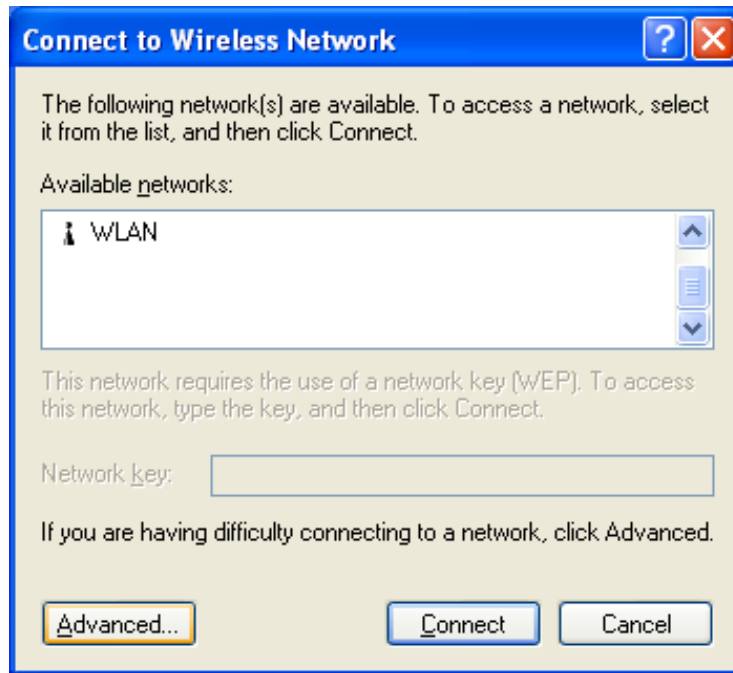 Connect to Wireless Network
The following network(s) are available. To access a network, select
it from the list, and then click Connect.
Available networks:
WLAN
This network requires the use of a network key (WEP). To access
this network, type the key, and then click Connect.
Network key:
If you are having difficulty connecting to a network, click Advanced.
Advanced... Connect Cancel